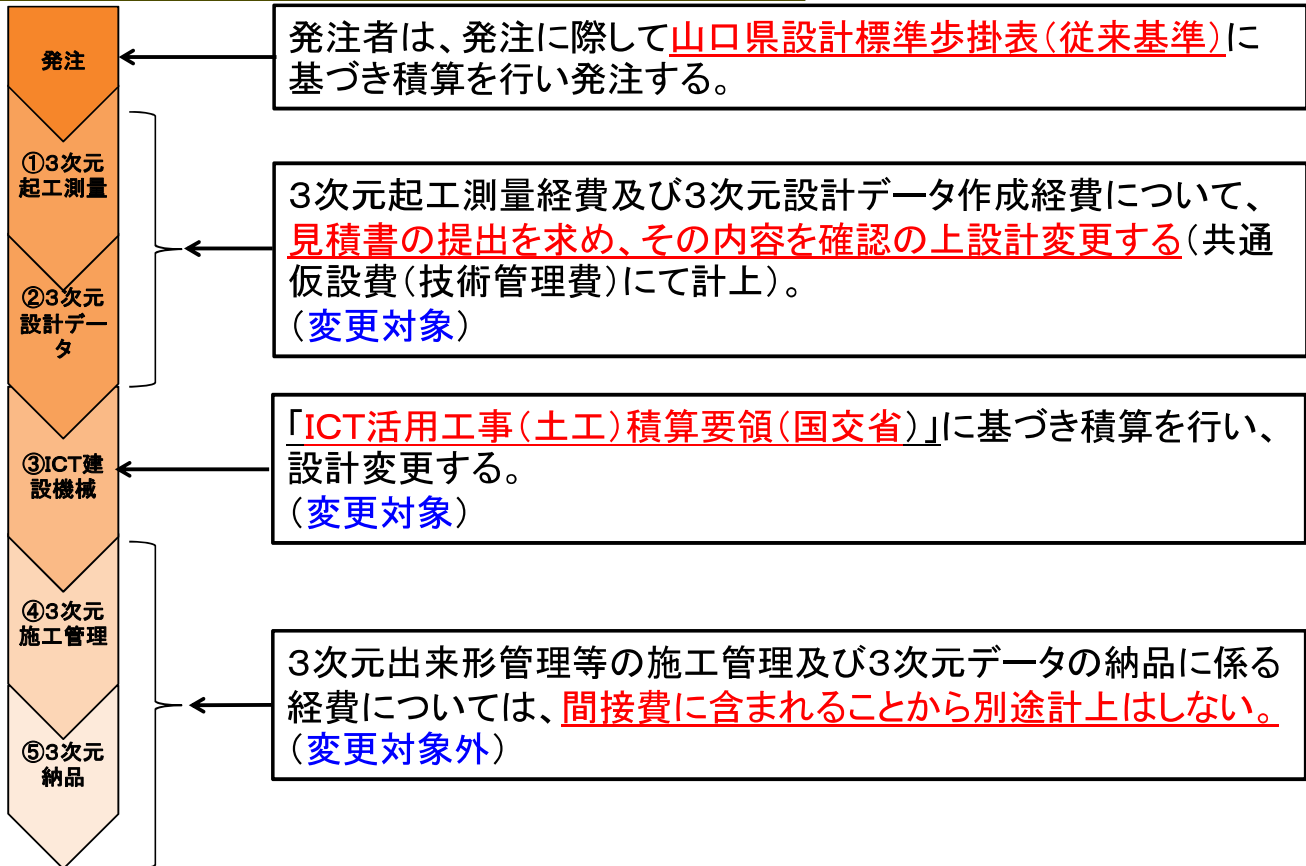 発注
発注者は、発注に際して山口県設計標準歩掛表(従来基準)に
基づき積算を行い発注する。
①3次元
起工測量
②3次元
設計デー
タ
3次元起工測量経費及び3次元設計データ作成経費について、
見積書の提出を求め、その内容を確認の上設計変更する(共通
仮設費(技術管理費)にて計上)。
(変更対象)
③ICT建
設機械
「ICT活用工事(土工)積算要領(国交省)」に基づき積算を行い、
設計変更する。
(変更対象)
④3次元
施工管理
⑤3次元
納品
3次元出来形管理等の施工管理及び3次元データの納品に係る
経費については、間接費に含まれることから別途計上はしない。
(変更対象外)